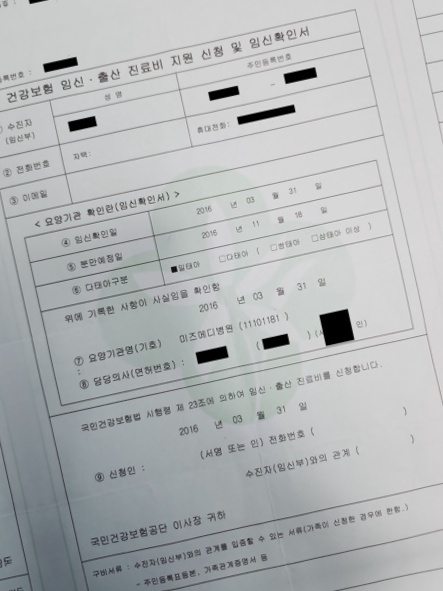 등록번호 :
건강보험 임신 · 출산 진료비 지원 신청 및 임신확인서
성 명
주민등록번호
① 수진자
(임신부)
-
휴대전화:
② 전화번호
자택:
③ 이메일
< 요양기관 확인란(임신확인서) >
④ 임신확인일
2016 년 03 월 31 일
⑤ 분만예정일
2016 년 11 월 18 일
⑥ 다태아구분
■일태아 □다태아 ( □쌍태아 □삼태아 이상 )
위에 기록한 사항이 사실임을 확인함
2016 년 03 월 31 일
⑦ 요양기관명(기호) 미즈메디병원 (11101181 )
:
⑧ 담당의사(면허번호) : ( ) (서 인)
국민건강보험법 시행령 제 23조에 의하여 임신 · 출산 진료비를 신청합니다.
2016 년 03 월 31 일
⑨ 신청인 : (서명 또는 인) 전화번호 ( )
수진자(임신부)와의 관계 ( )
국민건강보험공단 이사장 귀하
구비서류 : 수진자(임신부)와의 관계를 입증할 수 있는 서류(가족이 신청한 경우에 한함.)
- 주민등록표등본, 가족관계증명서 등